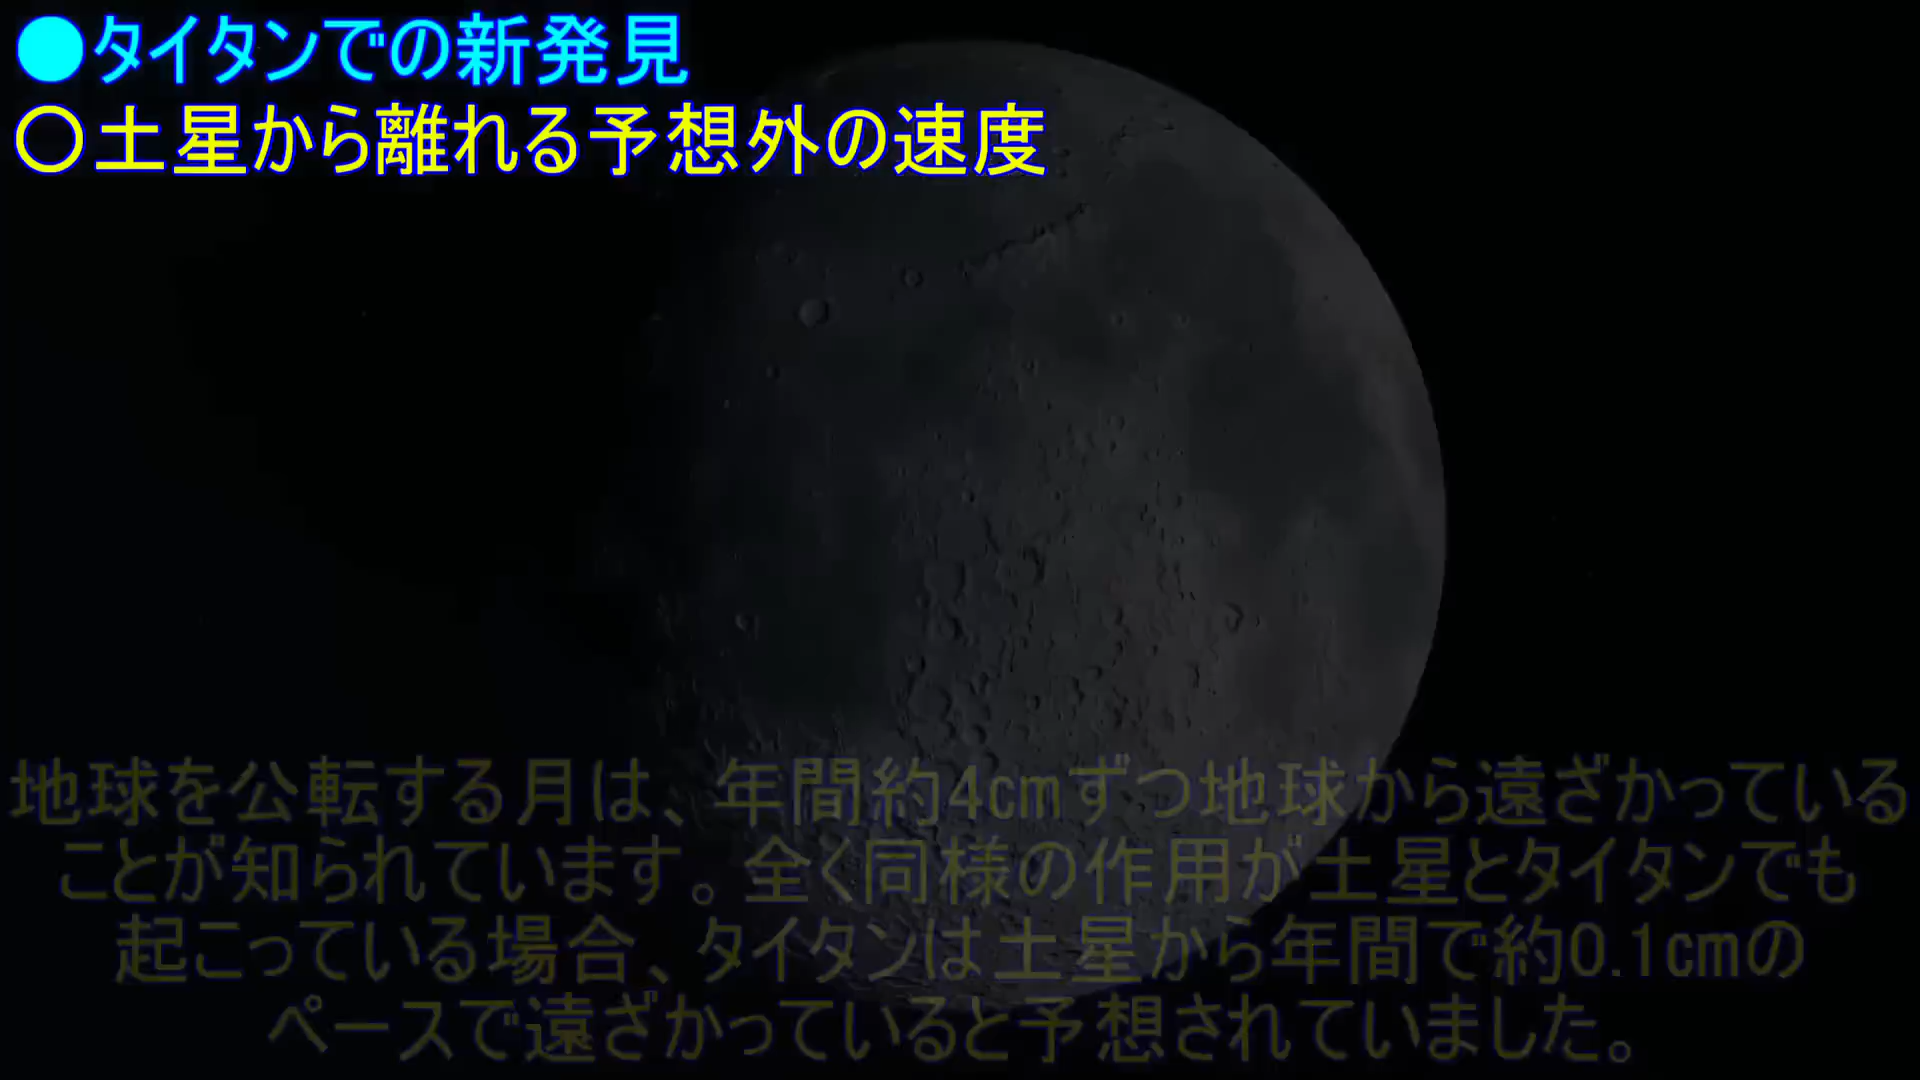 ●タイタンでの新発見
〇土星から離れる予想外の速度
地球を公転する月は、年間約4cmずつ地球から遠ざかっている
ことが知られています。全く同様の作用が土星とタイタンでも
起こっている場合、タイタンは土星から年間で約0.1cmの
ペースで遠ざかっていると予想されていました。